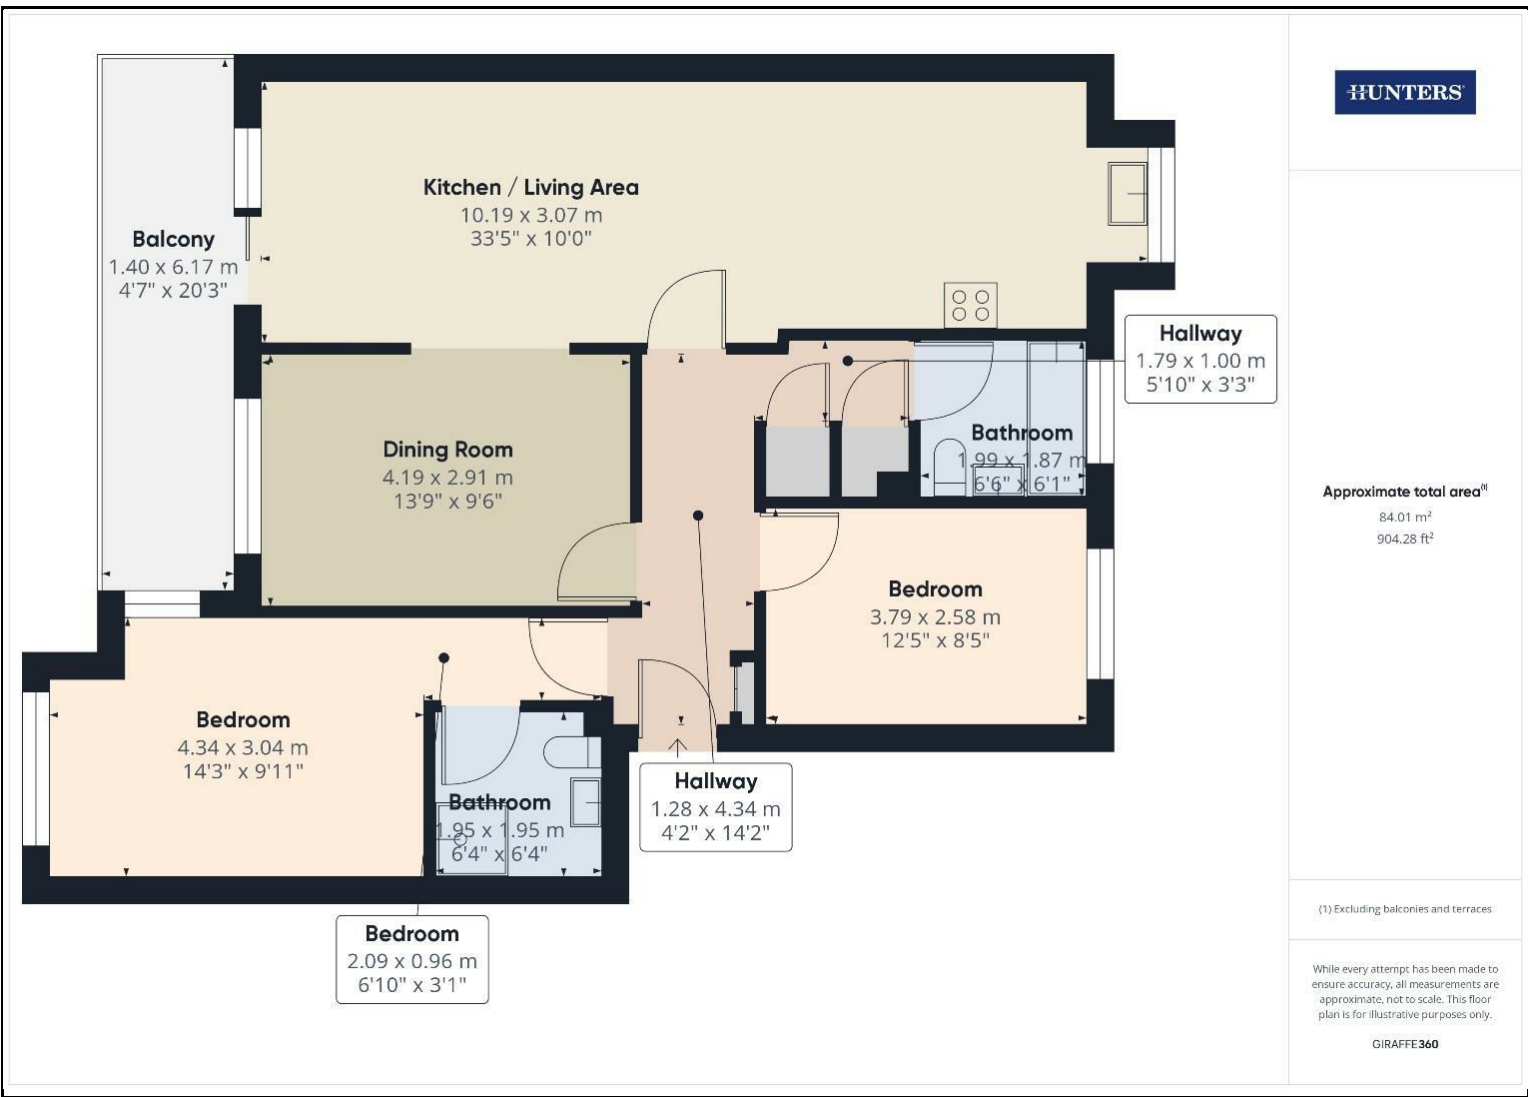 HUNTERS
Kitchen / Living Area
10.19 x 3.07 m
33'5" x 10'0"
Balcony
1.40 x 6.17 m
4'7" x 20'3"
Hallway
1.79 x 1.00 m
5'10" x 3'3"
Dining Room
4.19 x 2.91 m
13'9" x 9'6"
Bathroom
1.99 x 1.87 m
6'6" x 6'1"
Bedroom
3.79 x 2.58 m
12'5" x 8'5"
Bedroom
4.34 x 3.04 m
14'3" x 9'11"
Bathroom
1.95 x 1.95 m
6'4" x 6'4"
Hallway
1.28 x 4.34 m
4'2" x 14'2"
Bedroom
2.09 x 0.96 m
6'10" x 3'1"
Approximate total area(1)
84.01 m²
904.28 ft²
(1) Excluding balconies and terraces
While every attempt has been made to
ensure accuracy, all measurements are
approximate, not to scale. This floor
plan is for illustrative purposes only.
GIRAFFE360